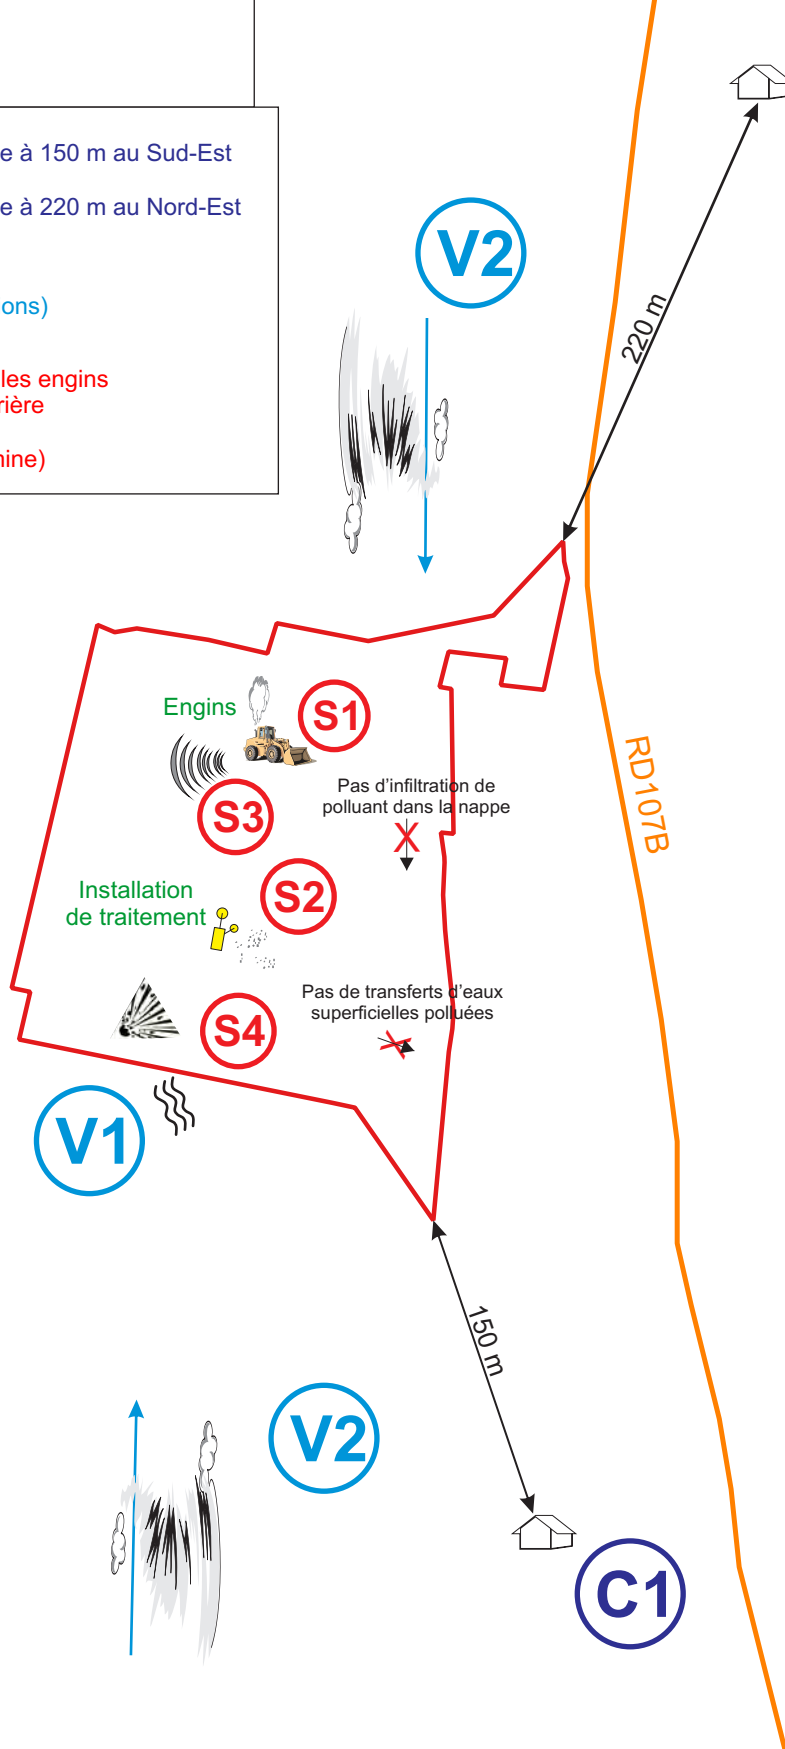 e à 150 m au Sud-Est
e à 220 m au Nord-Est
ons)
les engins
rière
nine)
V2
220 m
Engins
S1
Pas d'infiltration de
polluant dans la nappe
S3
RD107B
S2
Installation
de traitement
Pas de transferts d'eaux
superficielles polluées
S4
V1
150 m
V2
C1